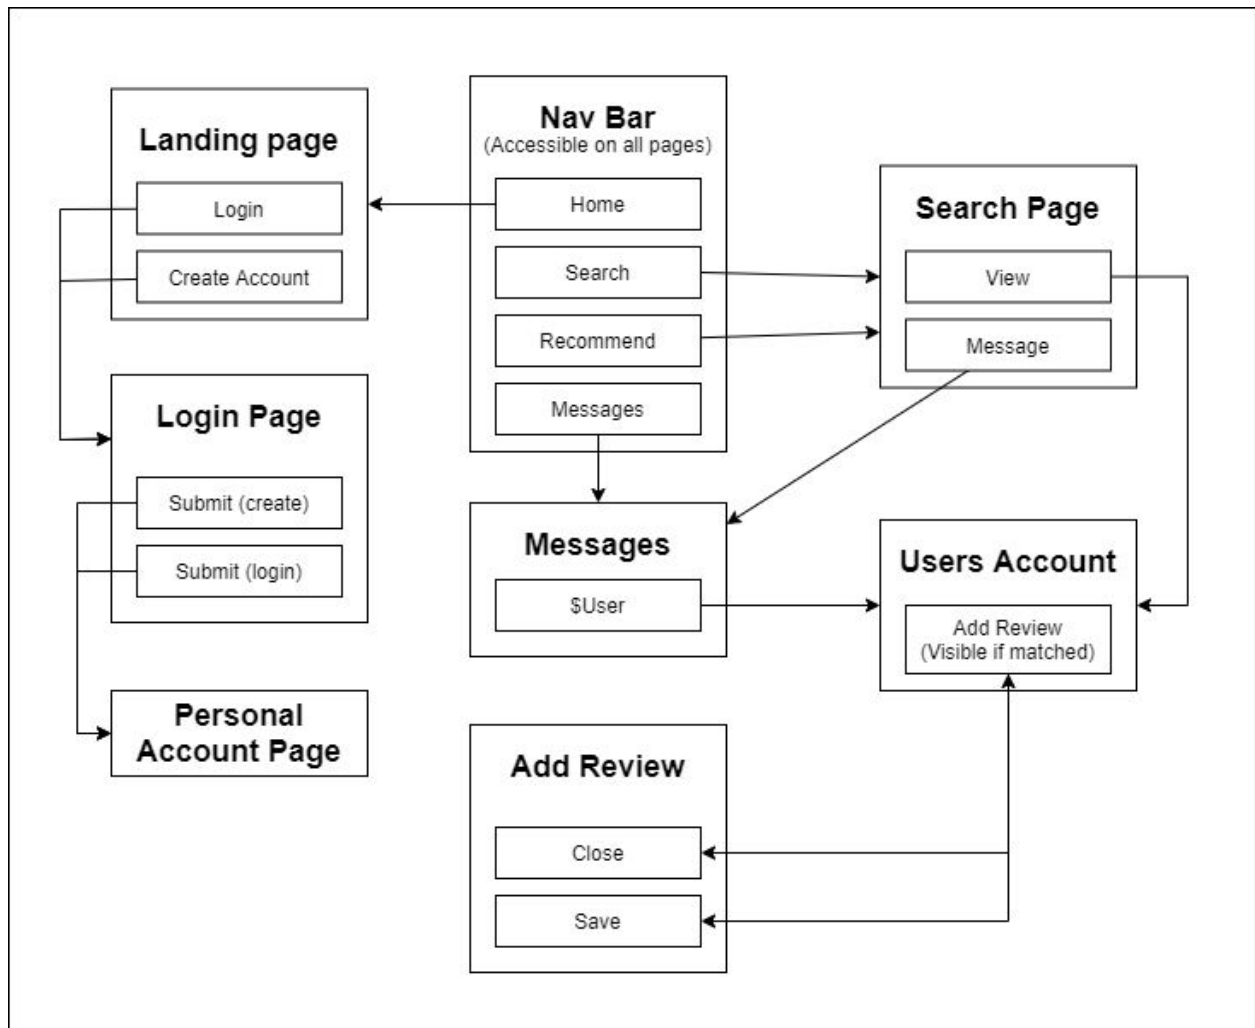 Landing page
Login
Create Account
Login Page
Submit (create)
Submit (login)
Personal
Account Page
Nav Bar
(Accessible on all pages)
Home
Search
Recommend
Messages
Messages
$User
Add Review
Close
Save
Search Page
View
Message
Users Account
Add Review
(Visible if matched)